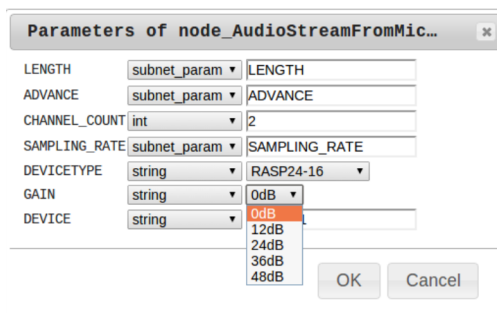 Parameters of node_AudioStreamFromMic…
LENGTH subnet_param LENGTH
ADVANCE subnet_param ADVANCE
CHANNEL_COUNT int 2
SAMPLING_RATE subnet_param SAMPLING_RATE
DEVICETYPE string RASP24-16
GAIN string 0dB
DEVICE string
0dB
12dB
24dB
36dB
48dB
OK Cancel